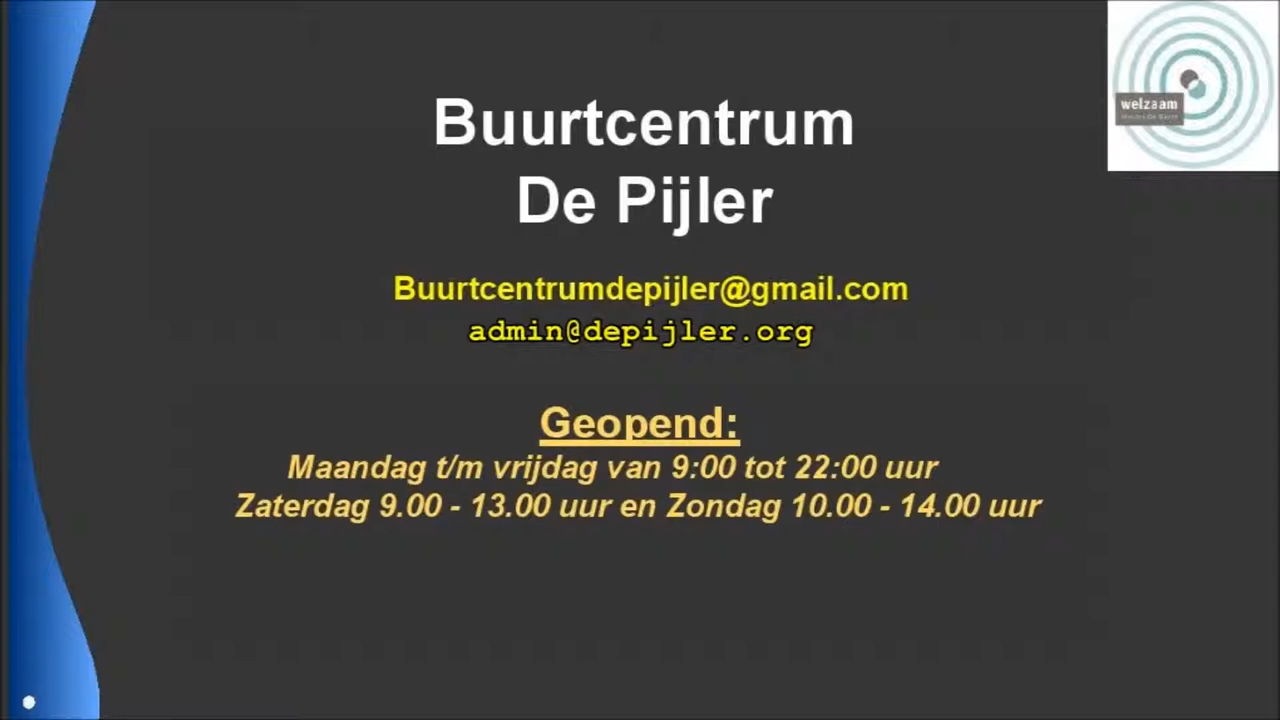 Buurtcentrum
De Pijler
welzaam
Buurtcentrumdepijler@gmail.com
admin@depijler.org
Geopend:
Maandag t/m vrijdag van 9:00 tot 22:00 uur
Zaterdag 9.00 - 13.00 uur en Zondag 10.00 - 14.00 uur